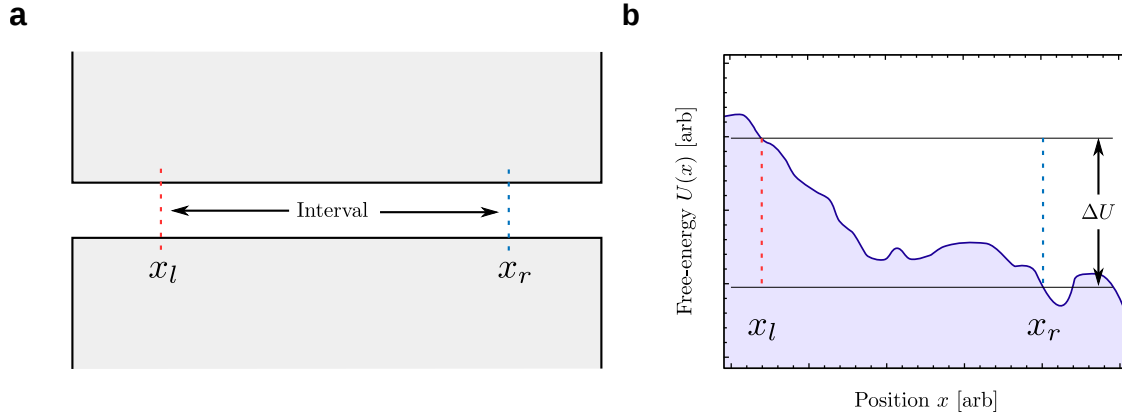 a
Interval
x_l
x_r
b
Free-energy U(x) [arb]
ΔU
x_l
x_r
Position x [arb]